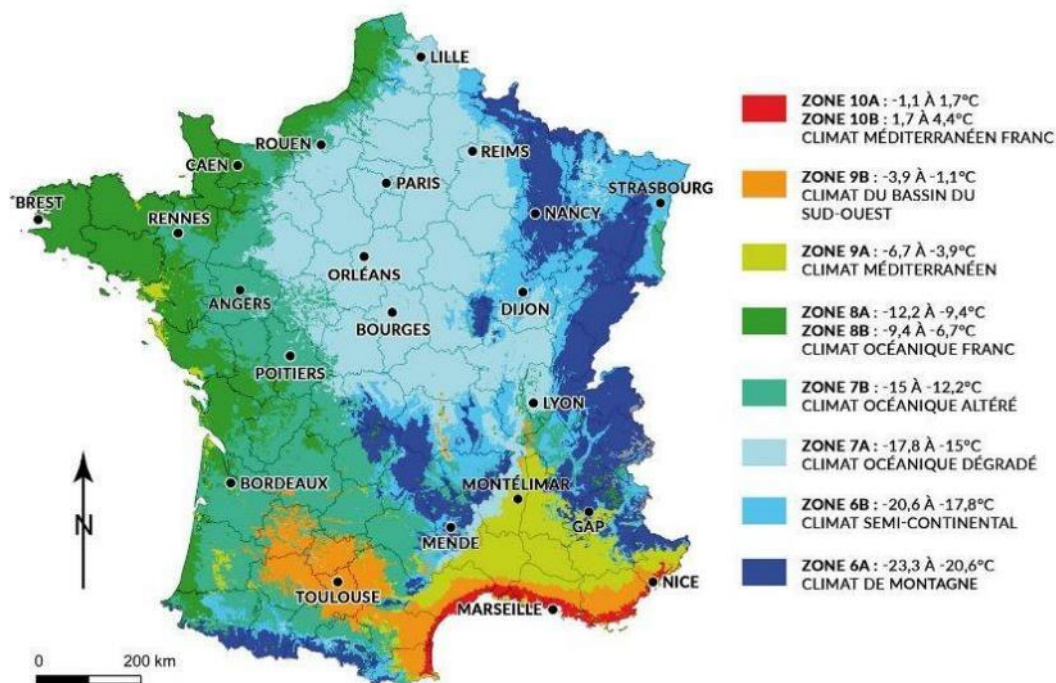 LILLE
ROUEN
REIMS
CAEN
PARIS
STRASBOURG
BREST
RENNES
NANCY
ORLÉANS
ANGERS
DIJON
BOURGES
POITIERS
LYON
BORDEAUX
MONTÉLIMAR
GAP
MENDE
TOULOUSE
NICE
MARSEILLE
N
0 200 km
ZONE 10A : -1,1 À 1,7°C
ZONE 10B : 1,7 À 4,4°C
CLIMAT MÉDITERRANÉEN FRANC
ZONE 9B : -3,9 À -1,1°C
CLIMAT DU BASSIN DU
SUD-OUEST
ZONE 9A : -6,7 À -3,9°C
CLIMAT MÉDITERRANÉEN
ZONE 8A : -12,2 À -9,4°C
ZONE 8B : -9,4 À -6,7°C
CLIMAT OCÉANIQUE FRANC
ZONE 7B : -15 À -12,2°C
CLIMAT OCÉANIQUE ALTÉRÉ
ZONE 7A : -17,8 À -15°C
CLIMAT OCÉANIQUE DÉGRADÉ
ZONE 6B : -20,6 À -17,8°C
CLIMAT SEMI-CONTINENTAL
ZONE 6A : -23,3 À -20,6°C
CLIMAT DE MONTAGNE